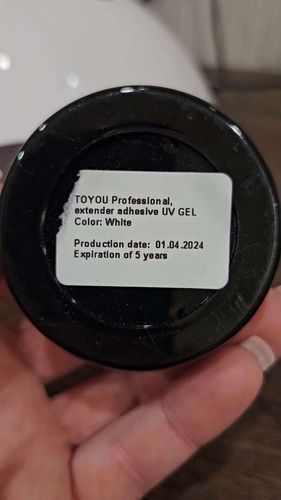 TOYOU Professional,
extender adhesive UV GEL
Color: White
Production date: 01.04.2024
Expiration of 5 years